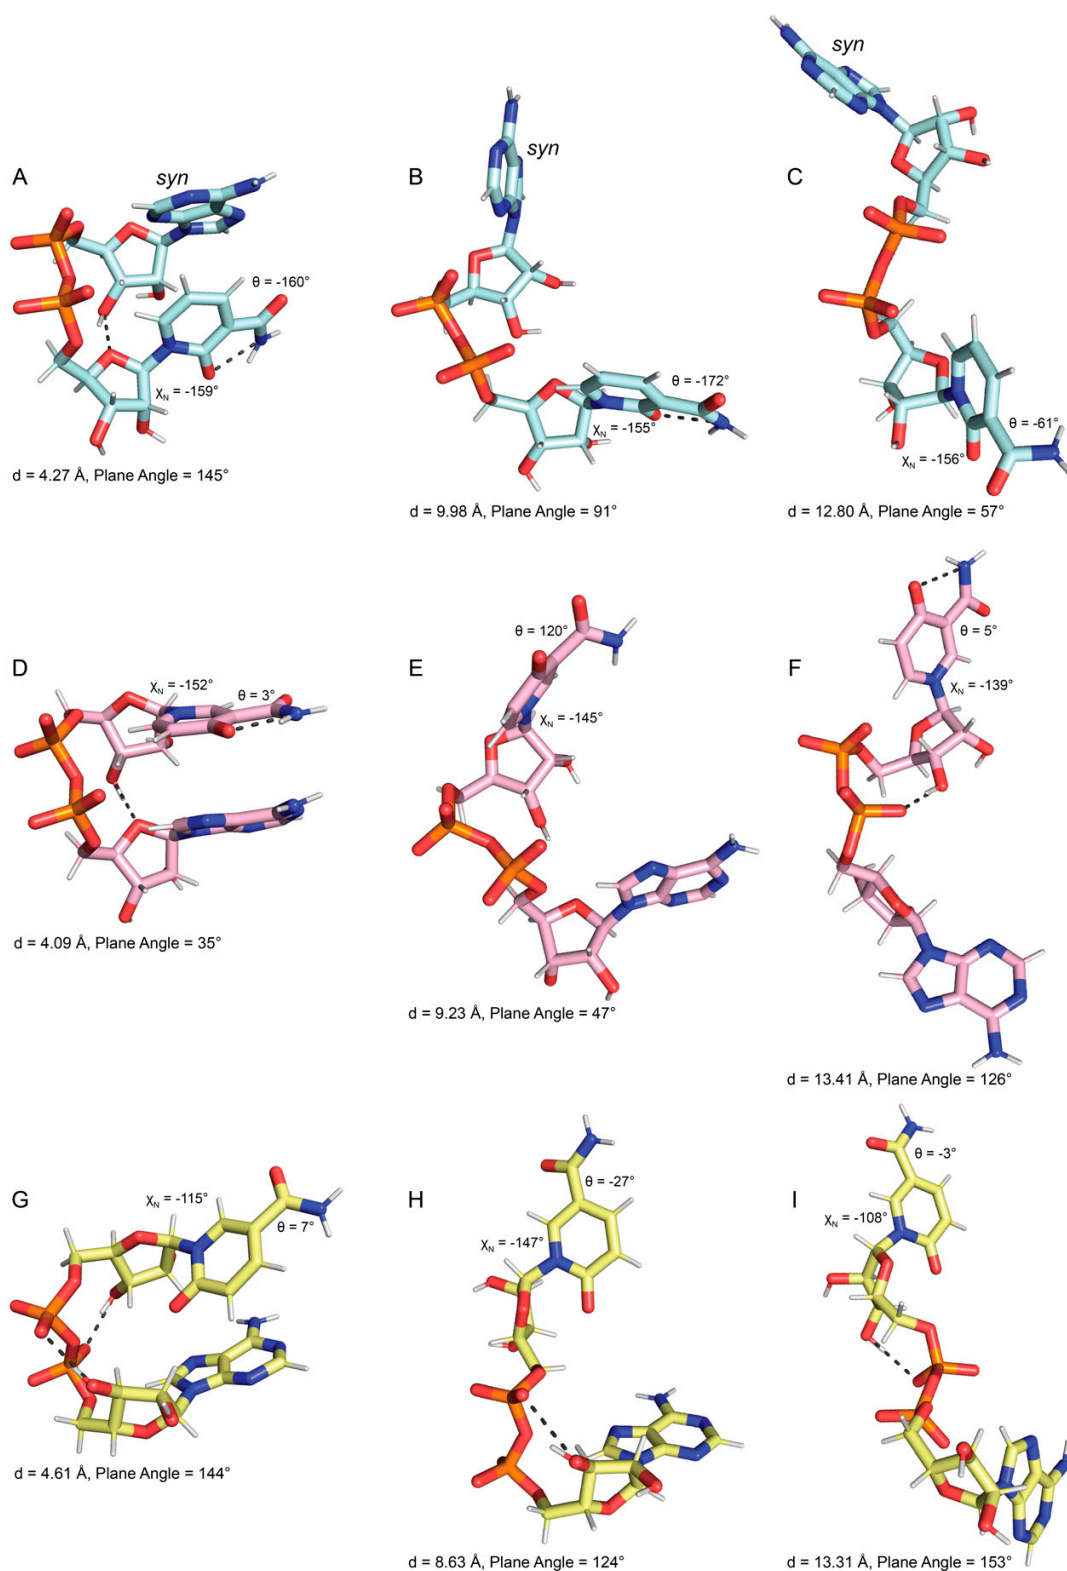 A
syn
θ = -160°
χN = -159°
d = 4.27 Å, Plane Angle = 145°
B
syn
θ = -172°
χN = -155°
d = 9.98 Å, Plane Angle = 91°
C
syn
θ = -61°
χN = -156°
d = 12.80 Å, Plane Angle = 57°
D
χN = -152°
θ = 3°
d = 4.09 Å, Plane Angle = 35°
E
θ = 120°
χN = -145°
d = 9.23 Å, Plane Angle = 47°
F
θ = 5°
χN = -139°
d = 13.41 Å, Plane Angle = 126°
G
χN = -115°
θ = 7°
d = 4.61 Å, Plane Angle = 144°
H
θ = -27°
χN = -147°
d = 8.63 Å, Plane Angle = 124°
I
θ = -3°
χN = -108°
d = 13.31 Å, Plane Angle = 153°